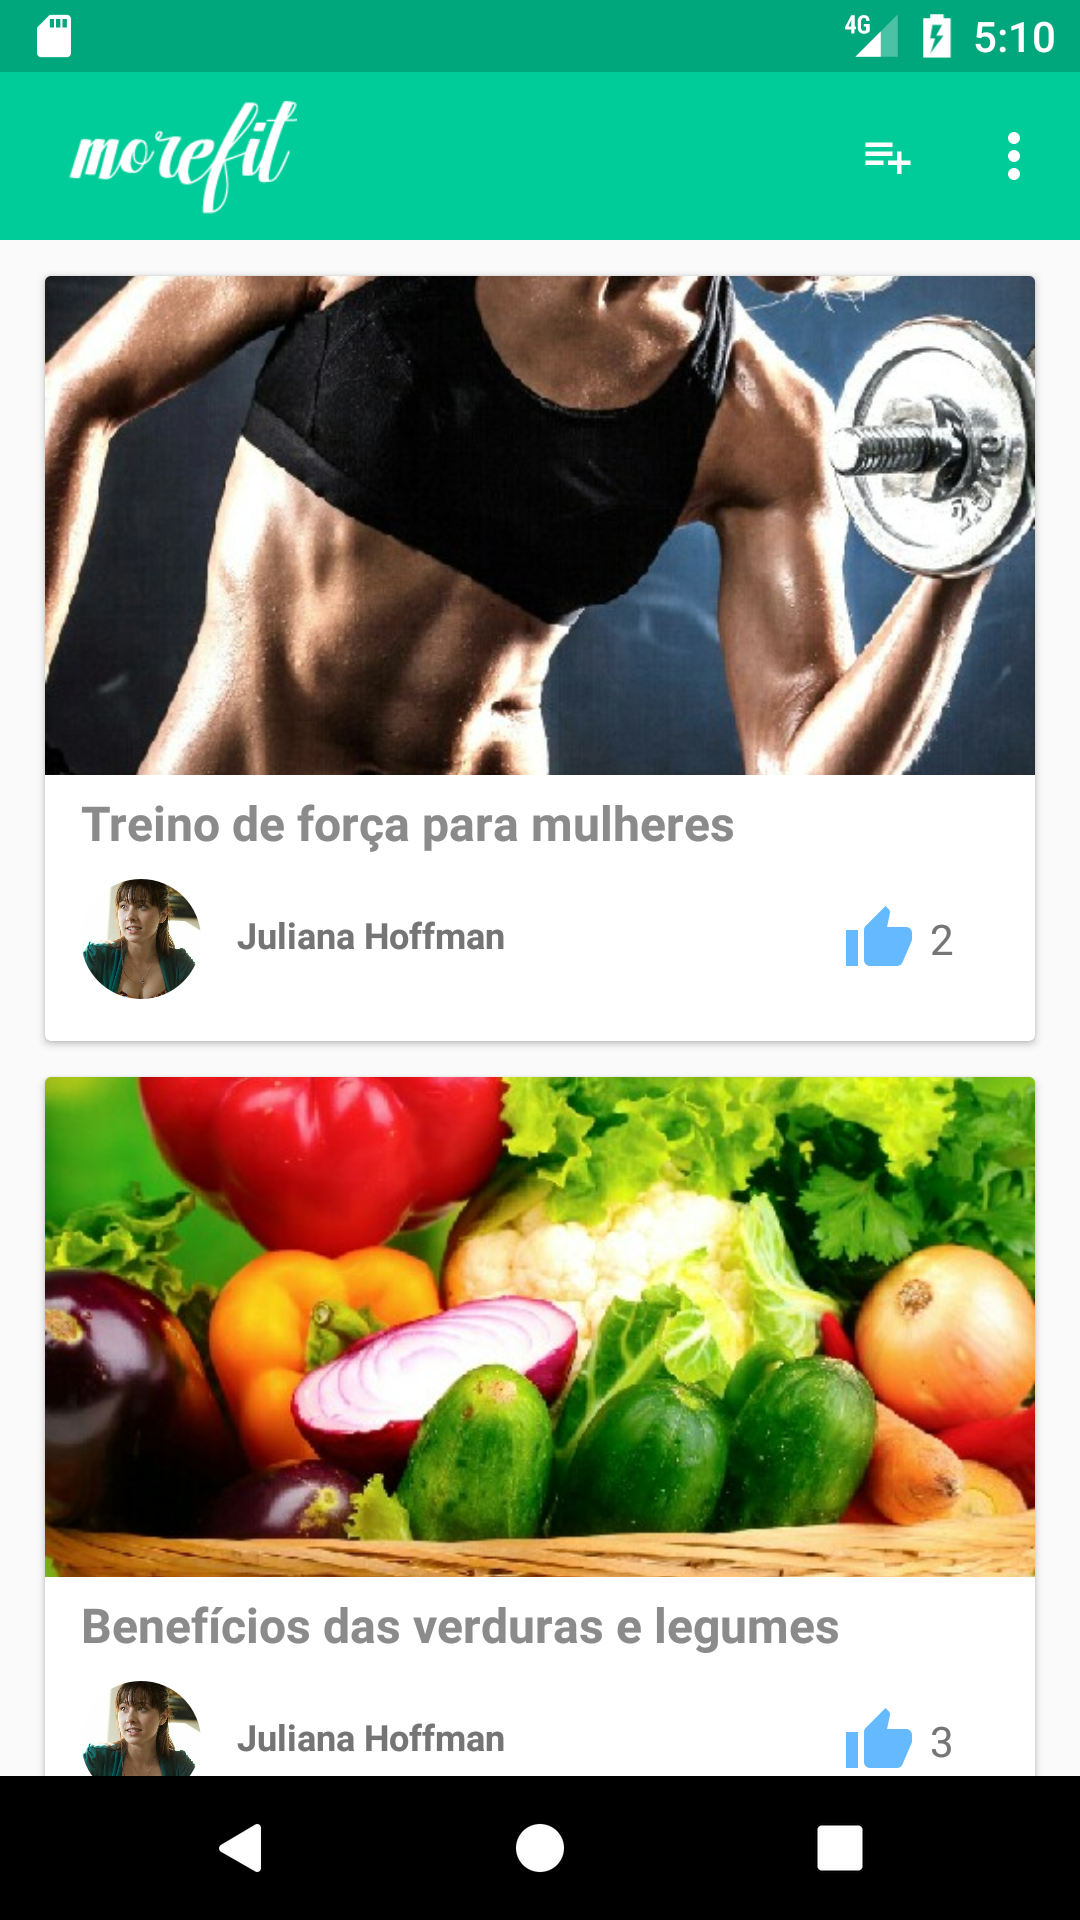 4G 5:10
morefit
Treino de força para mulheres
Juliana Hoffman 2
Benefícios das verduras e legumes
Juliana Hoffman 3